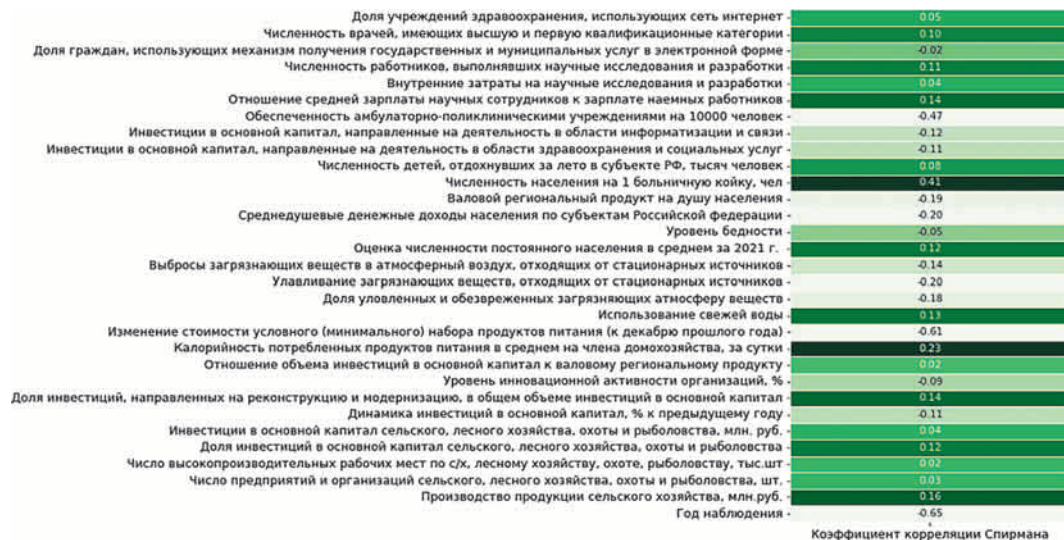 Доля учреждений здравоохранения, использующих сеть интернет - 0.05
Численность врачей, имеющих высшую и первую квалификационные категории - 0.10
Доля граждан, использующих механизм получения государственных и муниципальных услуг в электронной форме - -0.02
Численность работников, выполнявших научные исследования и разработки - 0.11
Внутренние затраты на научные исследования и разработки - 0.04
Отношение средней зарплаты научных сотрудников к зарплате наемных работников - 0.14
Обеспеченность амбулаторно-поликлиническими учреждениями на 10000 человек - -0.47
Инвестиции в основной капитал, направленные на деятельность в области информатизации и связи - -0.12
Инвестиции в основной капитал, направленные на деятельность в области здравоохранения и социальных услуг - -0.11
Численность детей, отдохнувших за лето в субъекте РФ, тысяч человек - 0.08
Численность населения на 1 больничную койку, чел - 0.41
Валовой региональный продукт на душу населения - -0.19
Среднедушевые денежные доходы населения по субъектам Российской федерации - -0.20
Уровень бедности - -0.05
Оценка численности постоянного населения в среднем за 2021 г. - 0.12
Выбросы загрязнающих веществ в атмосферный воздух, отходящих от стационарных источников - -0.14
Улавливание загрязнающих веществ, отходящих от стационарных источников - -0.20
Доля уловленных и обезвреженных загрязняющих атмосферу веществ - -0.18
Использование свежей воды - 0.13
Изменение стоимости условного (минимального) набора продуктов питания (к декабрю прошлого года) - -0.61
Калорийность потребленных продуктов питания в среднем на члена домохозяйства, за сутки - 0.23
Отношение объема инвестиций в основной капитал к валовому региональному продукту - 0.02
Уровень инновационной активности организаций, % - -0.09
Доля инвестиций, направленных на реконструкцию и модернизацию, в общем объеме инвестиций в основной капитал - 0.14
Динамика инвестиций в основной капитал, % к предыдущему году - -0.11
Инвестиции в основной капитал сельского, лесного хозяйства, охоты и рыболовства, млн. руб. - 0.04
Доля инвестиций в основной капитал сельского, лесного хозяйства, охоты и рыболовства - 0.12
Число высокопроизводительных рабочих мест по с/х, лесному хозяйству, охоте, рыболовству, тыс.шт - 0.02
Число предприятий и организаций сельского, лесного хозяйства, охоты и рыболовства, шт. - 0.03
Производство продукции сельского хозяйства, млн.руб. - 0.16
Год наблюдения - -0.65
Коэффициент корреляции Спирмана